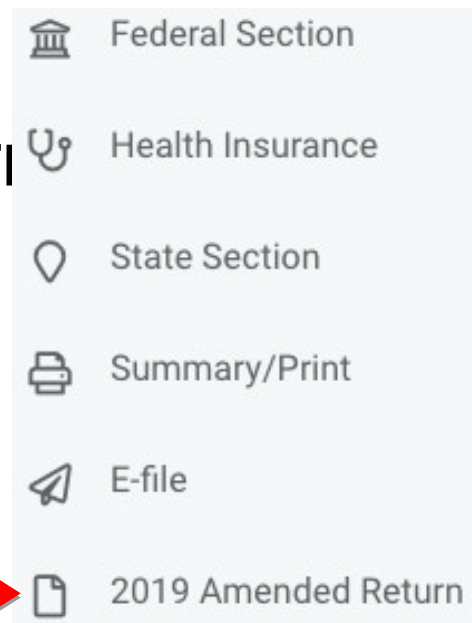 Federal Section
Health Insurance
State Section
Summary/Print
E-file
2019 Amended Return